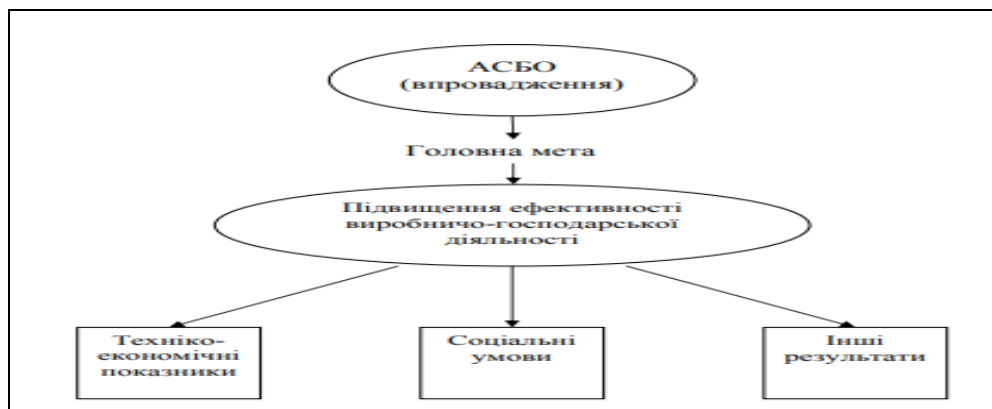 АСБО
(впровадження)
Головна мета
Підвищення ефективності
виробничо-господарської
діяльності
Техніко-
економічні
показники
Соціальні
умови
Інші
результати